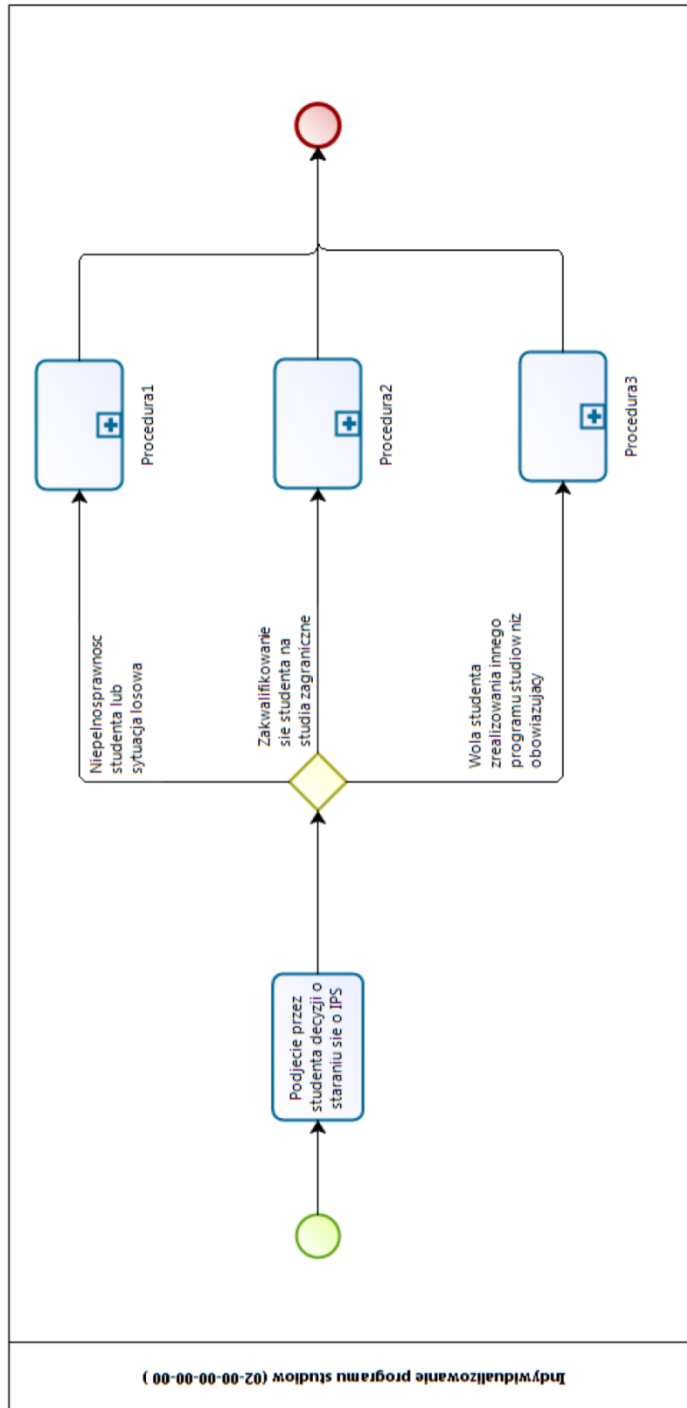 Indywidualizowanie programu studiow (02-00-00-00-00 )
Podjecie przez
studenta decyzji o
staraniu sie o IPS
Niepelnosprawnosc
studenta lub
sytuacja losowa
Procedura1
Zakwalifikowanie
sie studenta na
studia zagraniczne
Procedura2
Wola studenta
zrealizowania innego
programu studiow niz
obowiazujacy
Procedura3